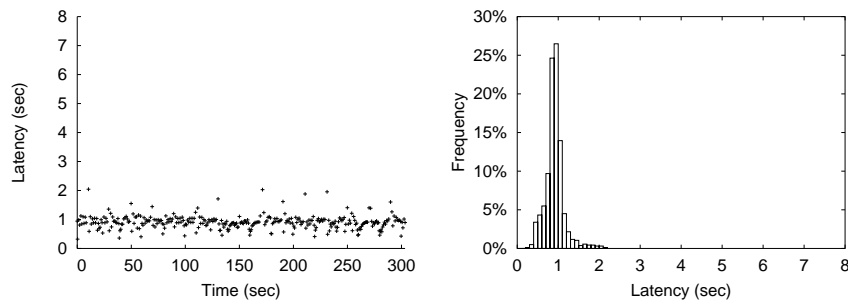 8
7
6
5
4
3
2
1
0
Latency (sec)
0 50 100 150 200 250 300
Time (sec)
30%
25%
20%
15%
10%
5%
0%
Frequency
0 1 2 3 4 5 6 7 8
Latency (sec)